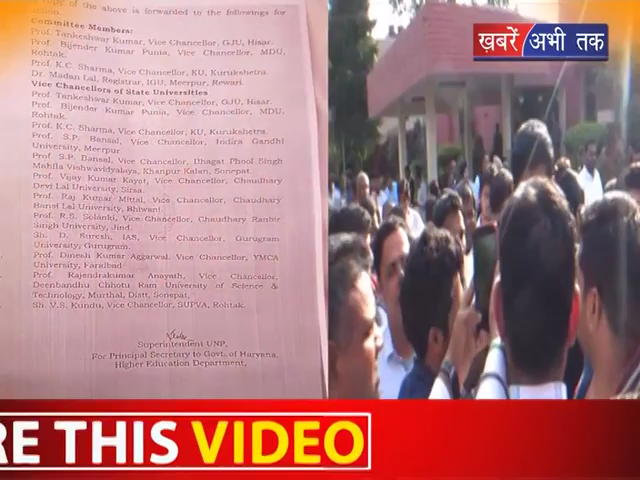 copy of the above is forwarded to the followings for
action.
Committee Members:
Prof. Tankeshwar Kumar, Vice Chancellor, GJU, Hisar.
Prof. Bijender Kumar Punia, Vice Chancellor, MDU,
Rohtak.
Prof. K.C. Sharma, Vice Chancellor, KU, Kurukshetra.
Dr. Madan Lal, Registrar, IGU, Meerpur, Rewari.
Vice Chancellors of State Universities
Prof. Tankeshwar Kumar, Vice Chancellor, GJU, Hisar.
Prof. Bijender Kumar Punia, Vice Chancellor, MDU,
Rohtak.
Prof. K.C. Sharma, Vice Chancellor, KU, Kurukshetra.
Prof. S.P. Bansal, Vice Chancellor, Indira Gandhi
University, Meerpur
Prof. S.P. Bansal, Vice Chancellor, Bhagat Phool Singh
Mahila Vishwavidyalaya, Khanpur Kalan, Sonepat.
Prof. Vijay Kumar Kayat, Vice Chancellor, Chaudhary
Devi Lal University, Sirsa.
Prof. Raj Kumar Mittal, Vice Chancellor, Chaudhary
Bansi Lal University, Bhiwani
Prof. R.S. Solanki, Vice Chancellor, Chaudhary Ranbir
Singh University, Jind.
Sh. D. Suresh, IAS, Vice Chancellor, Gurugram
University, Gurugram.
Prof. Dinesh Kumar Aggarwal, Vice Chancellor, YMCA
University, Faridbad
Prof. Rajendrakumar Anayath, Vice Chancellor,
Deenbandhu Chhotu Ram University of Science &
Technology, Murthal, Distt, Sonepat.
Sh. V.S. Kundu, Vice Chancellor, SUPVA, Rohtak.
Superintendent UNP,
For Principal Secretary to Govt. of Haryana,
Higher Education Department,
ख़बरें अभी तक
RE THIS VIDEO